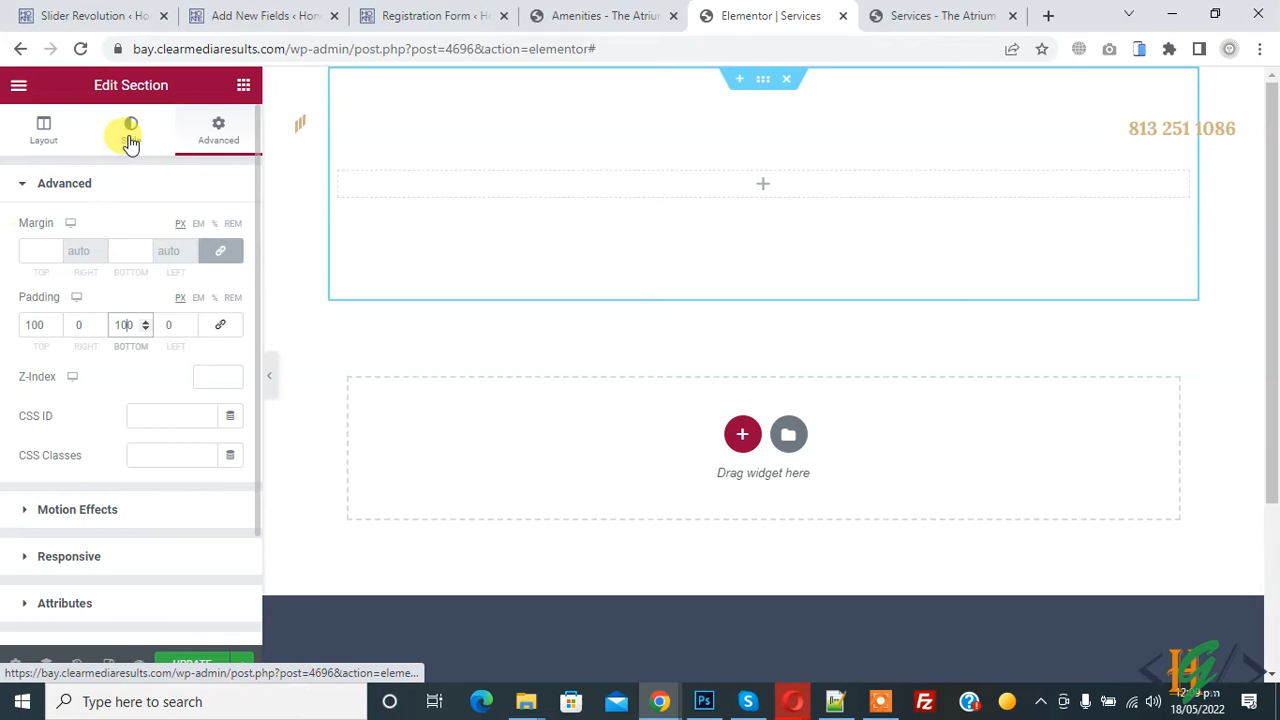 Slider Revolution ‹ Ho
Add New Fields ‹ Hom
Registration Form ‹ H
Amenities - The Atrium
Elementor | Services
Services - The Atrium
bay.clearmediaresults.com/wp-admin/post.php?post=4696&action=elementor#
Edit Section
Layout
Advanced
Advanced
Margin
PX EM % REM
auto auto
TOP RIGHT BOTTOM LEFT
Padding
PX EM % REM
100 0 100 0
TOP RIGHT BOTTOM LEFT
Z-Index
CSS ID
CSS Classes
Motion Effects
Responsive
Attributes
UPDATE
813 251 1086
Drag widget here
https://bay.clearmediaresults.com/wp-admin/post.php?post=4696&action=eleme...
Type here to search
18/05/2022